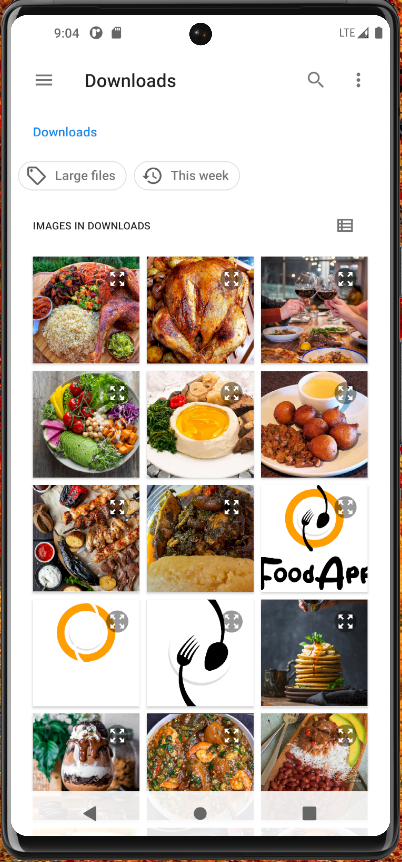 9:04
LTE
Downloads
Downloads
Large files
This week
IMAGES IN DOWNLOADS
FoodApp